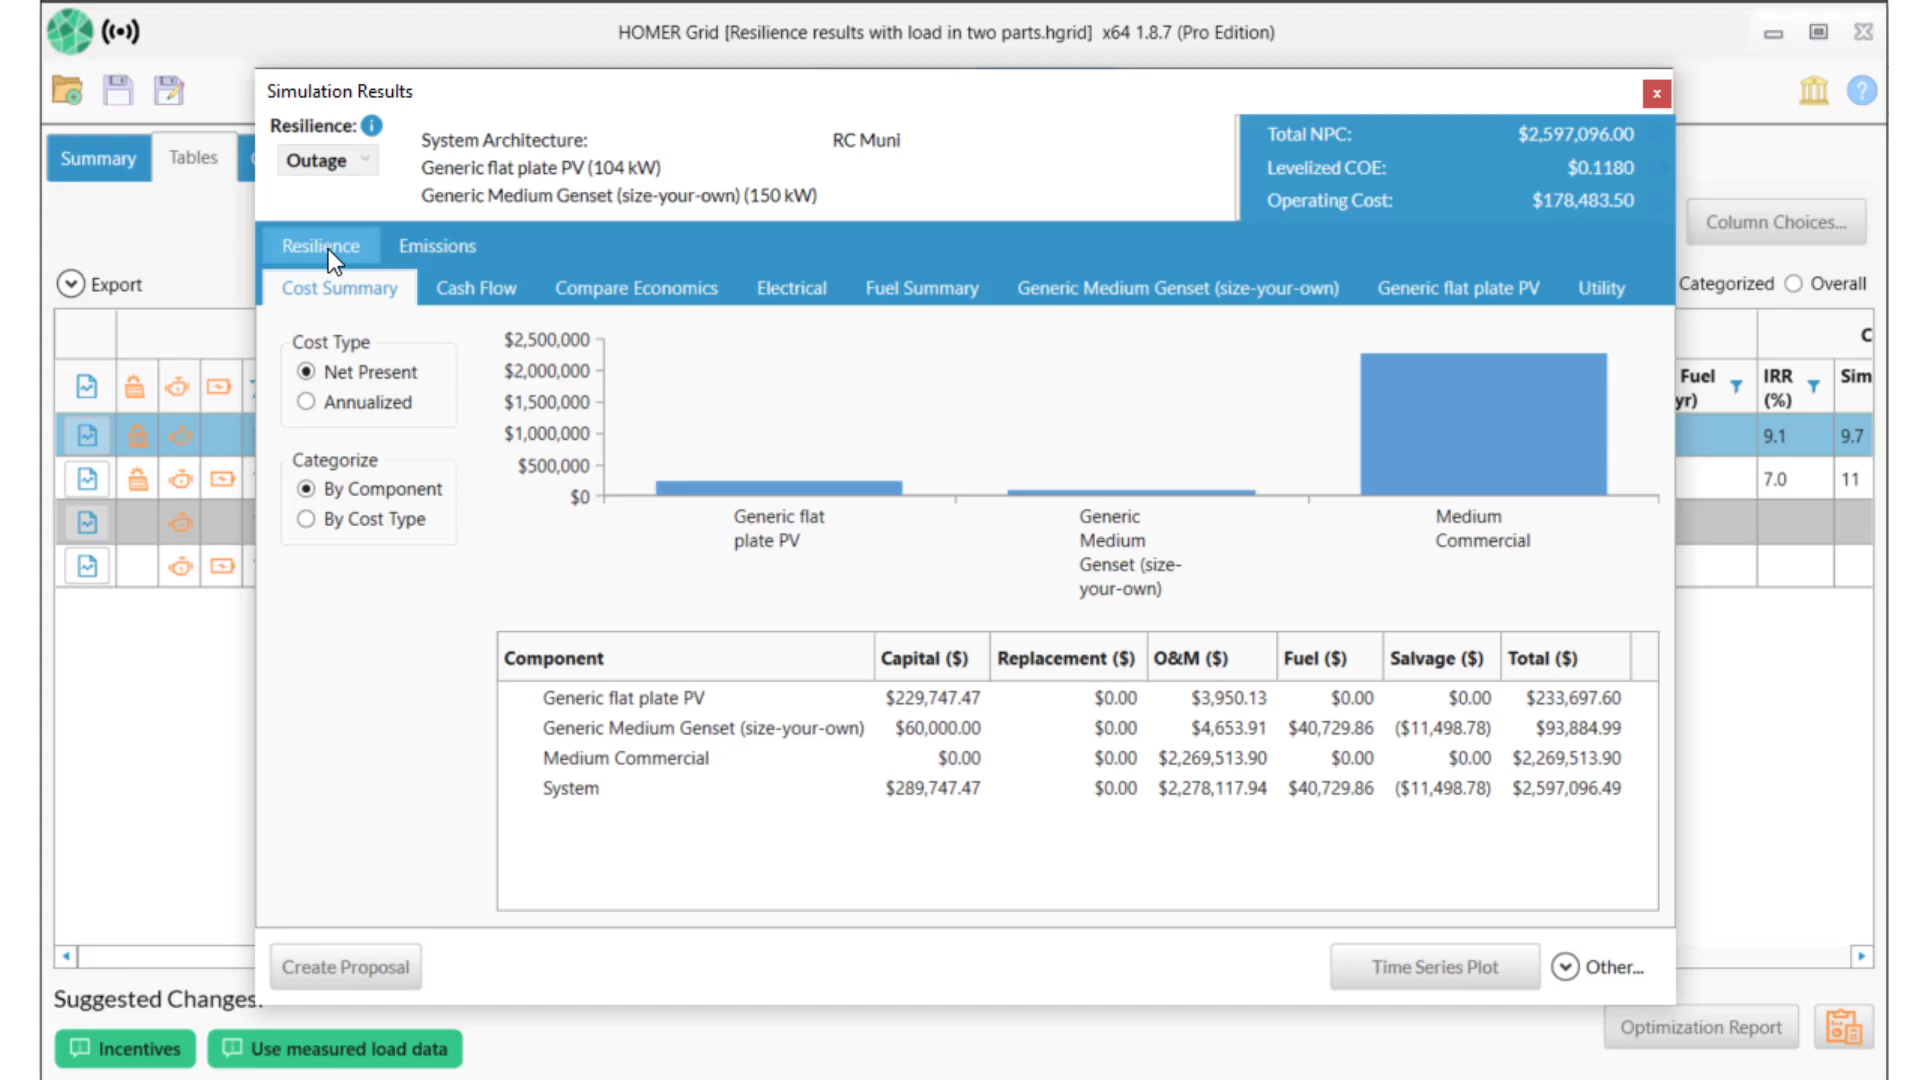 HOMER Grid [Resilience results with load in two parts.hgrid] x64 1.8.7 (Pro Edition)
Simulation Results
x
Resilience: i
Outage
System Architecture:
RC Muni
Generic flat plate PV (104 kW)
Generic Medium Genset (size-your-own) (150 kW)
Total NPC: $2,597,096.00
Levelized COE: $0.1180
Operating Cost: $178,483.50
?
Summary
Tables
Column Choices...
Resilience
Emissions
Export
Categorized
Overall
Cost Summary
Cash Flow
Compare Economics
Electrical
Fuel Summary
Generic Medium Genset (size-your-own)
Generic flat plate PV
Utility
Cost Type
Net Present
Annualized
Categorize
By Component
By Cost Type
$2,500,000
$2,000,000
$1,500,000
$1,000,000
$500,000
$0
Generic flat
plate PV
Generic
Medium
Genset (size-
your-own)
Medium
Commercial
C
Fuel
yr)
IRR
(%)
Sim
9.1 9.7
7.0 11
Component Capital ($) Replacement ($) O&M ($) Fuel ($) Salvage ($) Total ($)
Generic flat plate PV $229,747.47 $0.00 $3,950.13 $0.00 $0.00 $233,697.60
Generic Medium Genset (size-your-own) $60,000.00 $0.00 $4,653.91 $40,729.86 ($11,498.78) $93,884.99
Medium Commercial $0.00 $0.00 $2,269,513.90 $0.00 $0.00 $2,269,513.90
System $289,747.47 $0.00 $2,278,117.94 $40,729.86 ($11,498.78) $2,597,096.49
Create Proposal
Time Series Plot
Other...
Suggested Changes:
Incentives
Use measured load data
Optimization Report